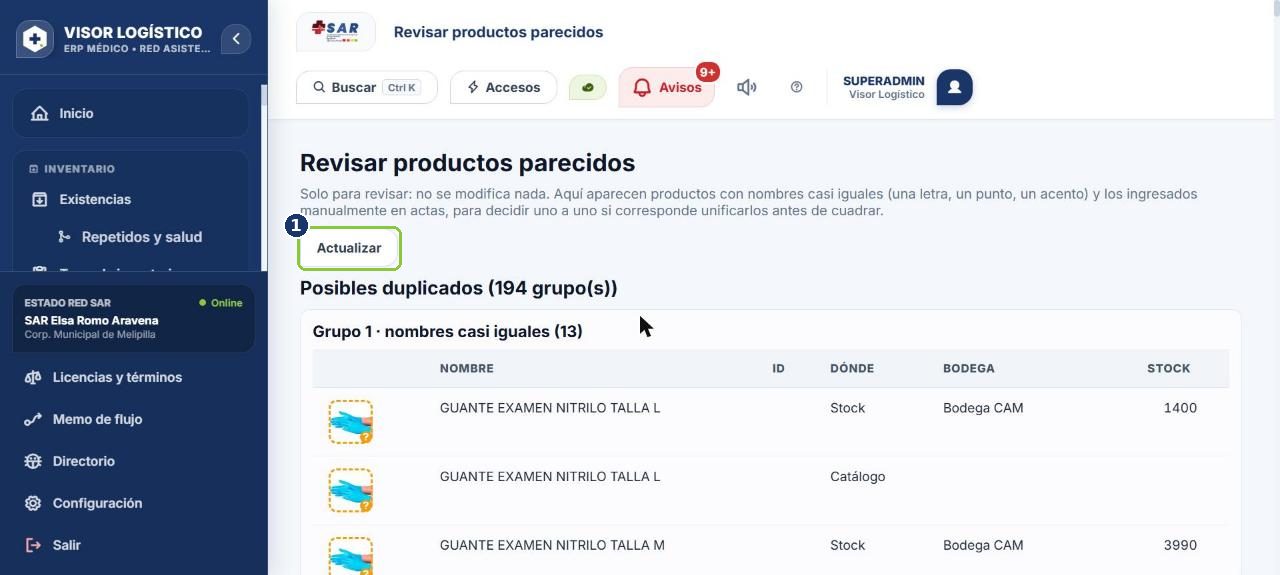 VISOR LOGÍSTICO
ERP MÉDICO • RED ASISTE...
Inicio
INVENTARIO
Existencias
Repetidos y salud
ESTADO RED SAR
Online
SAR Elsa Romo Aravena
Corp. Municipal de Melipilla
Licencias y términos
Memo de flujo
Directorio
Configuración
Salir
SAR
Revisar productos parecidos
Buscar Ctrl K
Accesos
Avisos
9+
SUPERADMIN
Visor Logístico
Revisar productos parecidos
Solo para revisar: no se modifica nada. Aquí aparecen productos con nombres casi iguales (una letra, un punto, un acento) y los ingresados
manualmente en actas, para decidir uno a uno si corresponde unificarlos antes de cuadrar.
1
Actualizar
Posibles duplicados (194 grupo(s))
Grupo 1 · nombres casi iguales (13)
NOMBRE ID DÓNDE BODEGA STOCK
GUANTE EXAMEN NITRILO TALLA L Stock Bodega CAM 1400
GUANTE EXAMEN NITRILO TALLA L Catálogo
GUANTE EXAMEN NITRILO TALLA M Stock Bodega CAM 3990